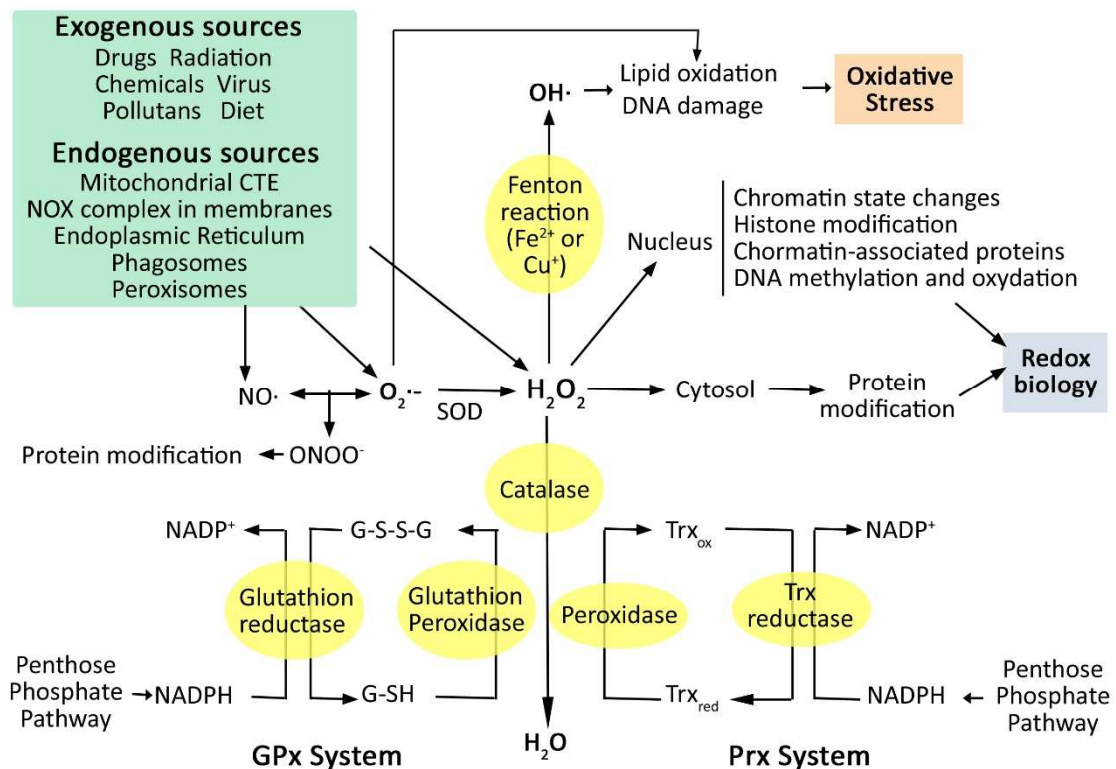 Exogenous sources
Drugs Radiation
Chemicals Virus
Pollutans Diet
Endogenous sources
Mitochondrial CTE
NOX complex in membranes
Endoplasmic Reticulum
Phagosomes
Peroxisomes
OH·
Lipid oxidation
DNA damage
Oxidative
Stress
Fenton
reaction
(Fe²⁺ or
Cu⁺)
Nucleus
Chromatin state changes
Histone modification
Chormatin-associated proteins
DNA methylation and oxydation
Redox
biology
NO·
O₂·-
SOD
H₂O₂
Cytosol
Protein
modification
Protein modification
ONOO⁻
Catalase
NADP⁺
G-S-S-G
Trxₒₓ
NADP⁺
Glutathion
reductase
Glutathion
Peroxidase
Peroxidase
Trx
reductase
Penthose
Phosphate
Pathway
NADPH
G-SH
Trx_red
NADPH
Penthose
Phosphate
Pathway
H₂O
GPx System
Prx System